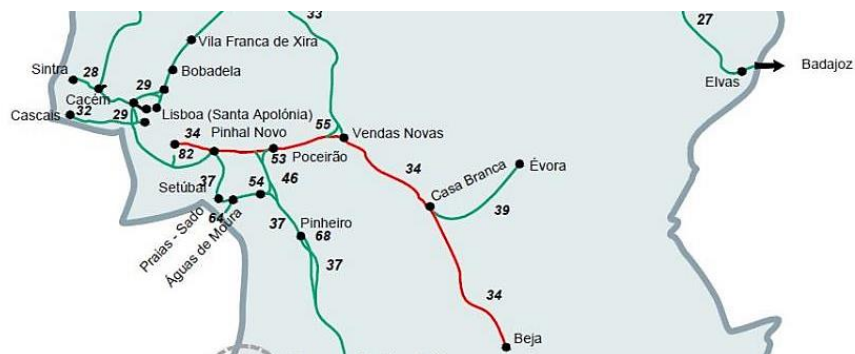 33
27
Vila Franca de Xira
Sintra
28
Bobadela
Badajoz
Elvas
29
Cacém
Cascais
32
29
Lisboa (Santa Apolónia)
34
Pinhal Novo
55
Vendas Novas
82
53
Poceirão
34
Casa Branca
Évora
Setúbal
37
54
46
39
64
Praias - Sado
Águas de Moura
37
Pinheiro
68
37
34
Beja